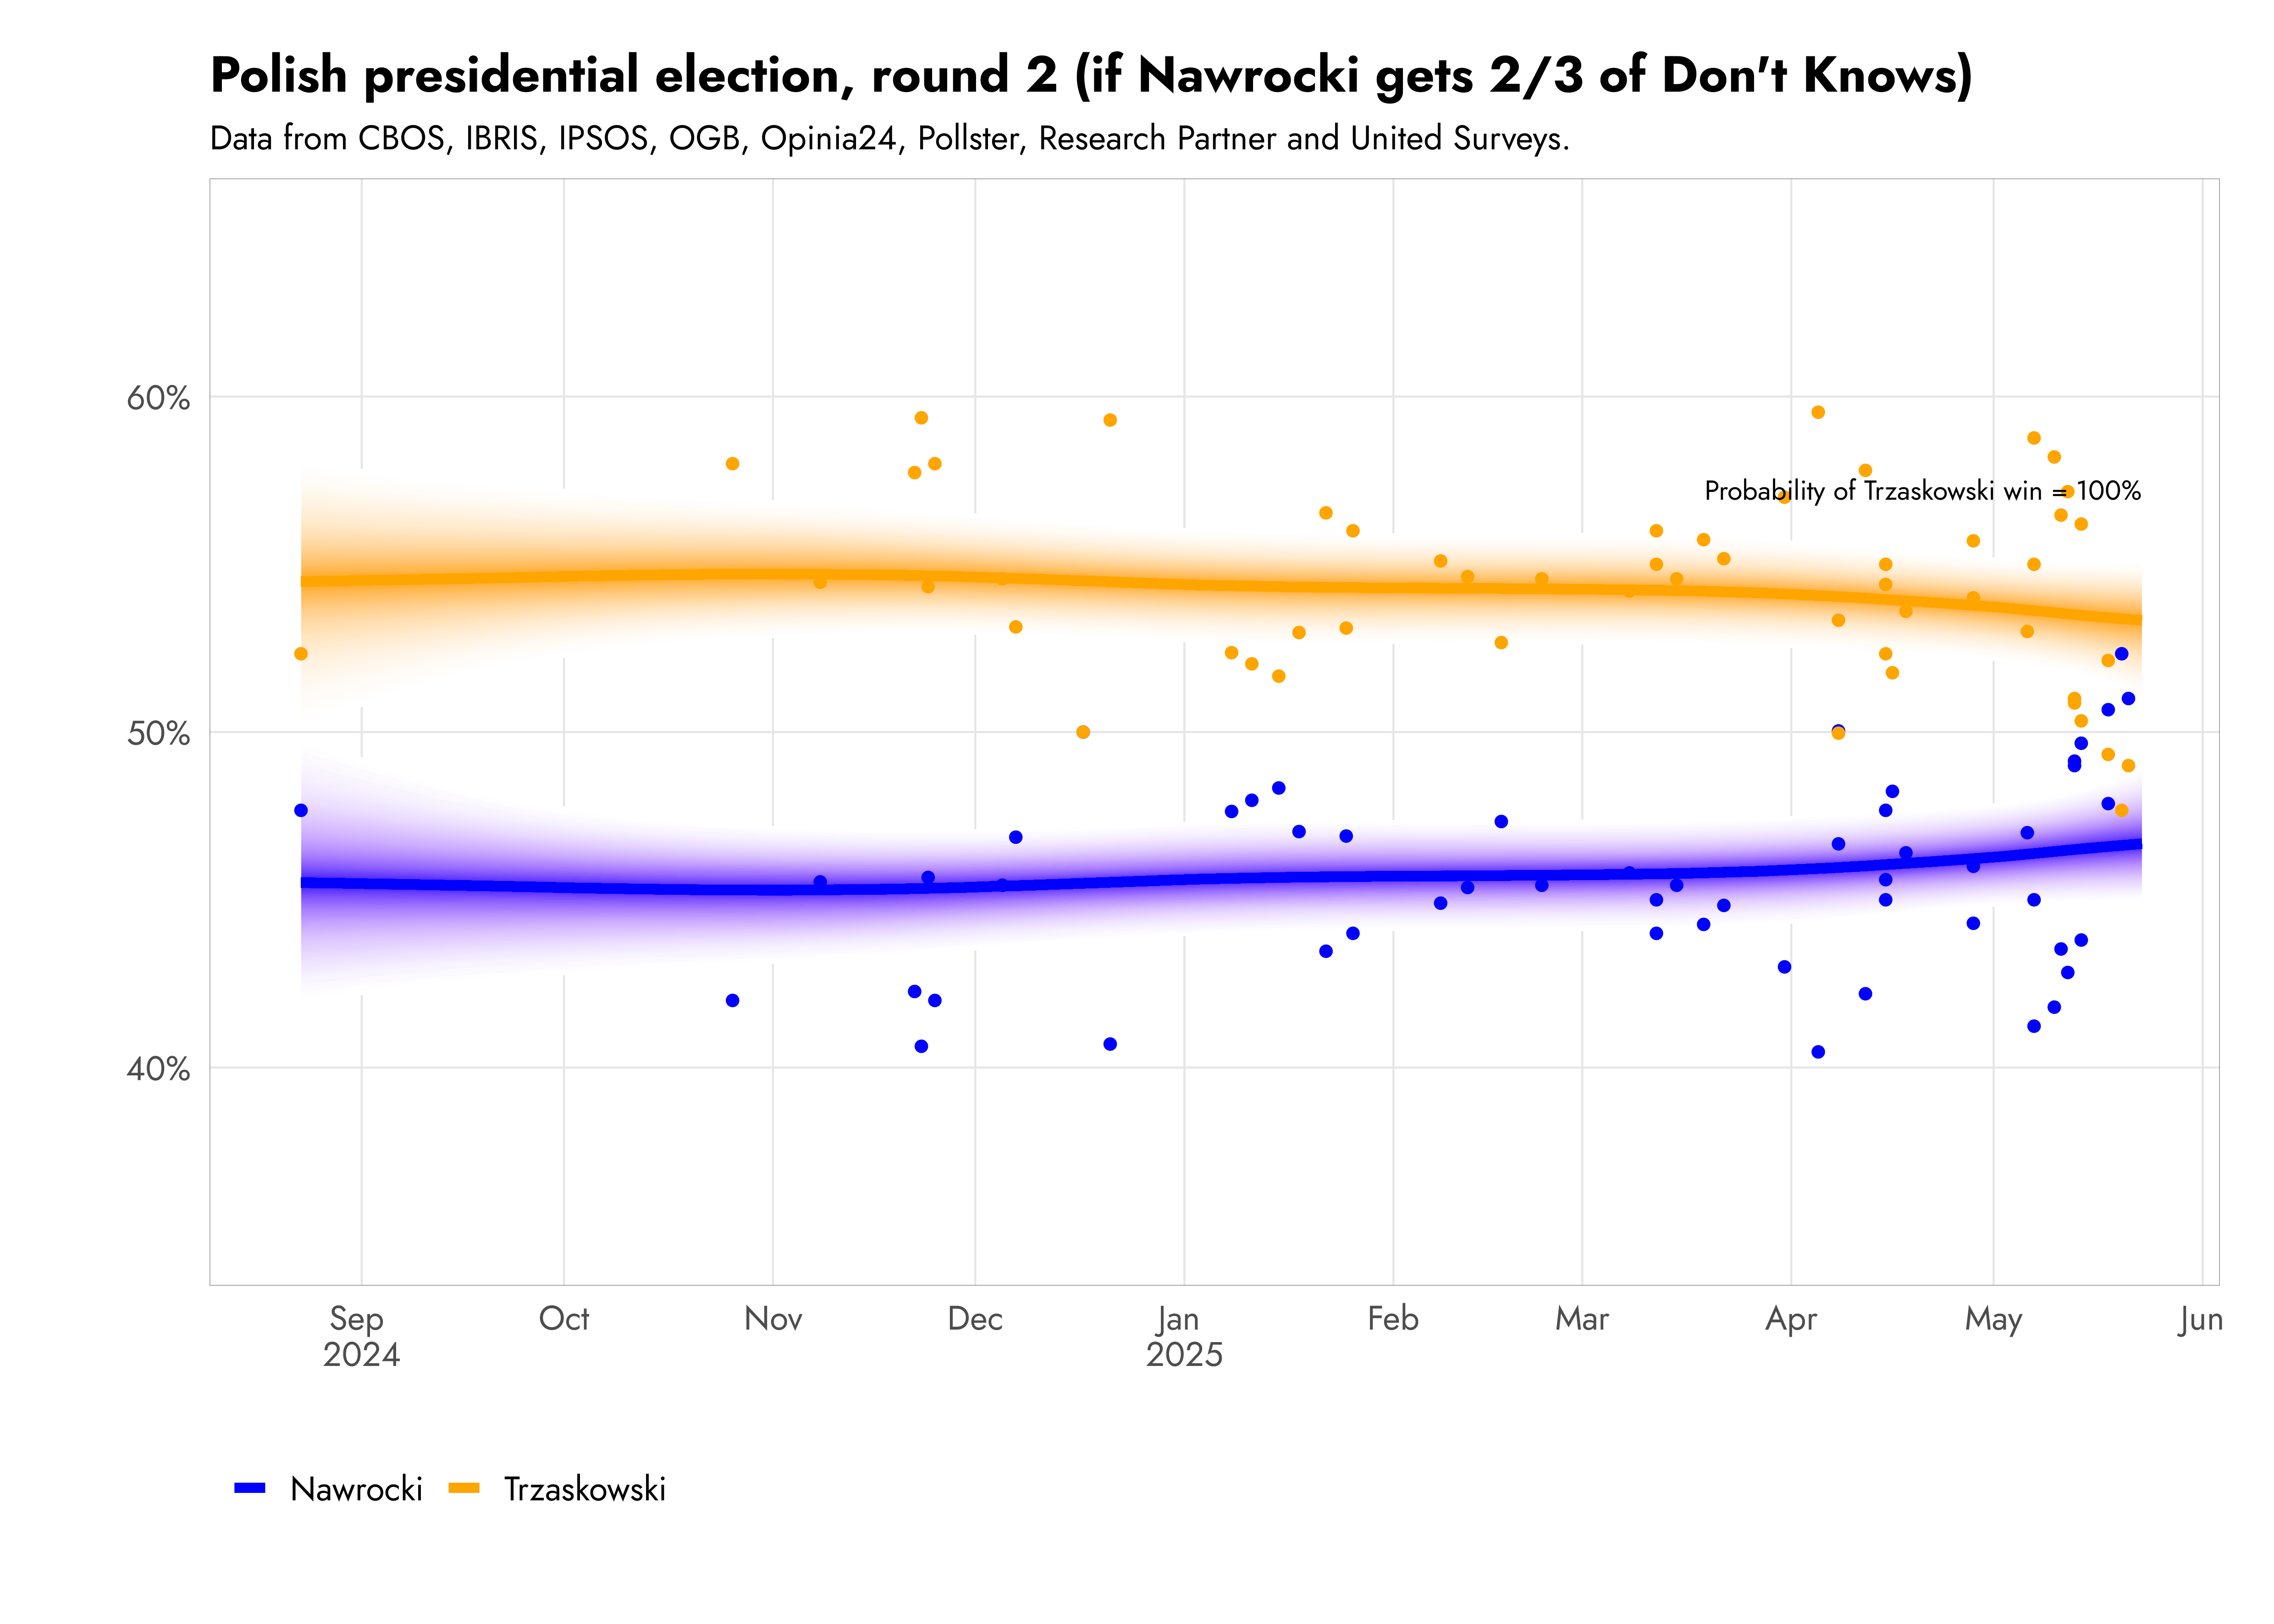 Polish presidential election, round 2 (if Nawrocki gets 2/3 of Don’t Knows)
Data from CBOS, IBRIS, IPSOS, OGB, Opinia24, Pollster, Research Partner and United Surveys.
60%
Probability of Trzaskowski win = 100%
50%
40%
Sep Oct Nov Dec Jan Feb Mar Apr May Jun
2024 2025
Nawrocki Trzaskowski